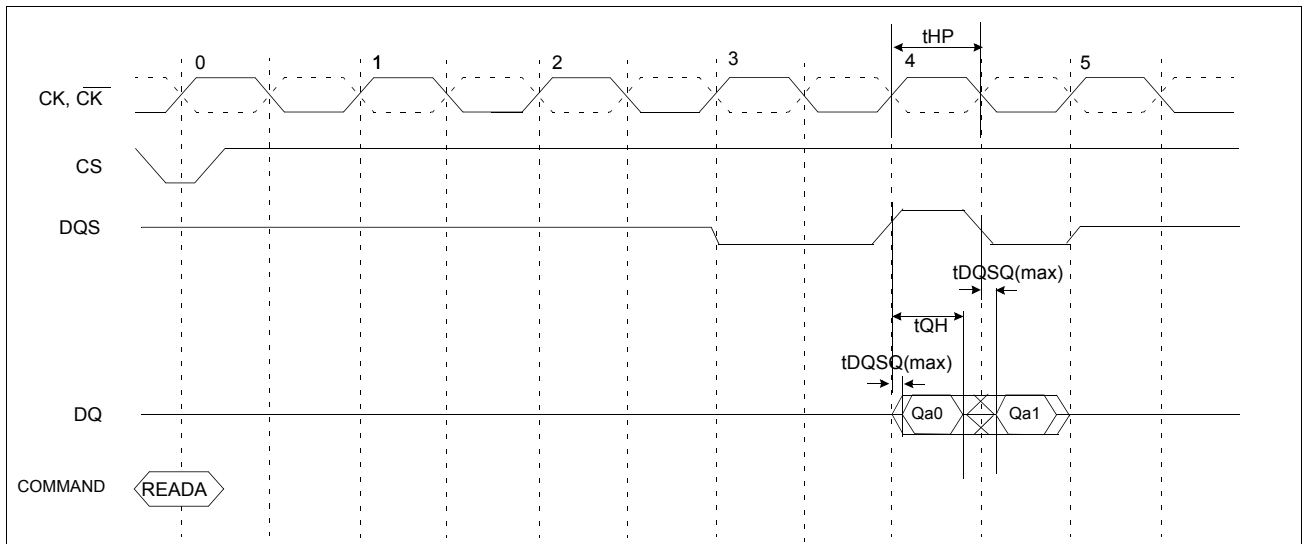 tHP
0 1 2 3 4 5
CK, C̅K̅
CS
DQS
tDQSQ(max)
tQH
tDQSQ(max)
DQ Qa0 Qa1
COMMAND READA